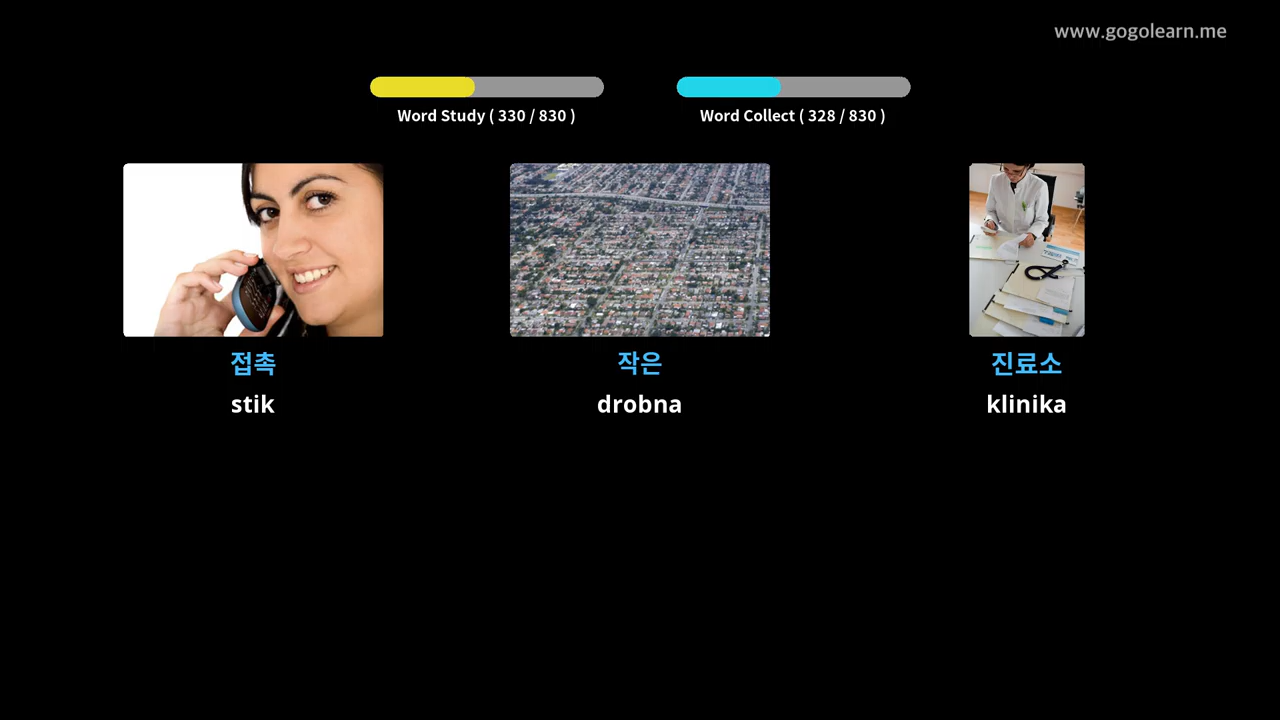 www.gogolearn.me
Word Study ( 330 / 830 )
Word Collect ( 328 / 830 )
접촉
작은
진료소
stik
drobna
klinika